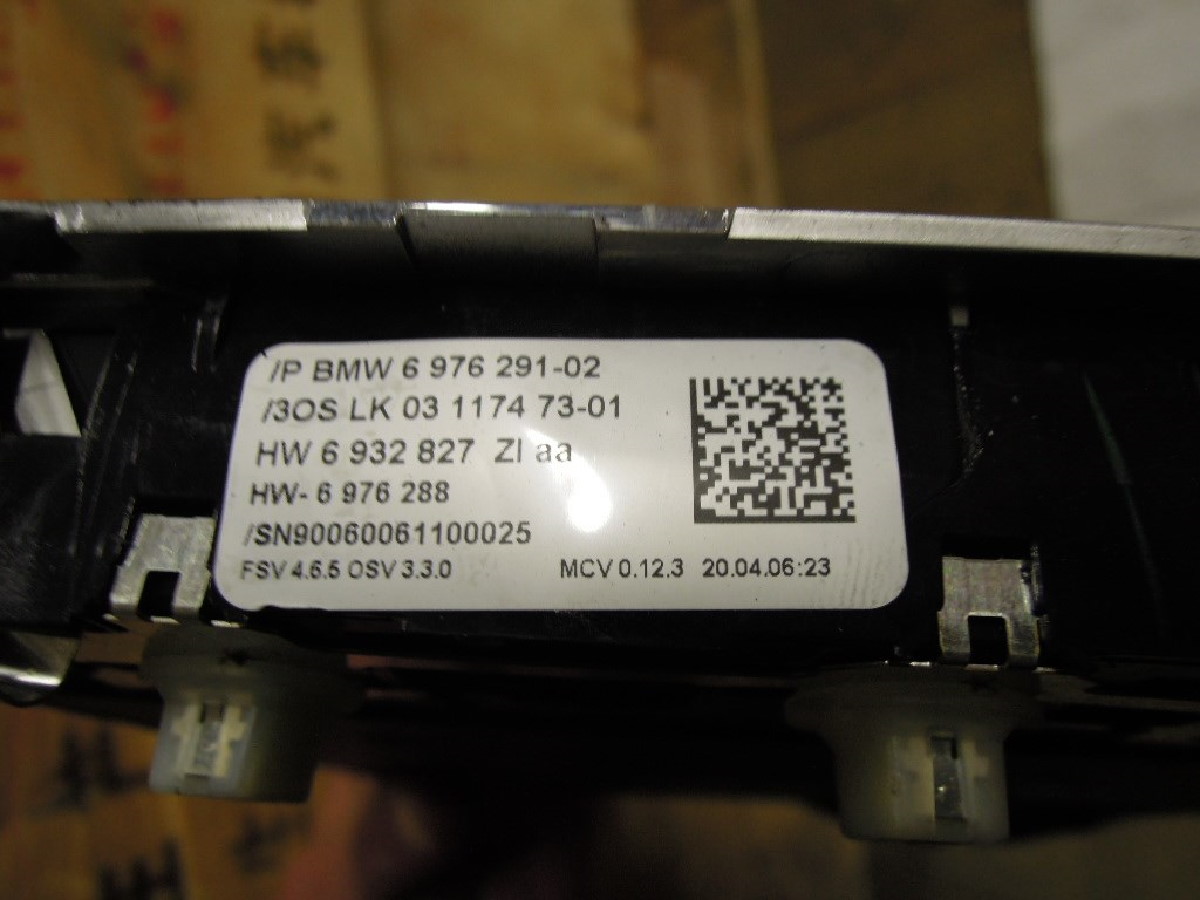 /P BMW 6 976 291-02
/3OS LK 03 1174 73-01
HW 6 932 827 ZI aa
HW- 6 976 288
/SN90060061100025
FSV 4.6.5 OSV 3.3.0 MCV 0.12.3 20.04.06:23